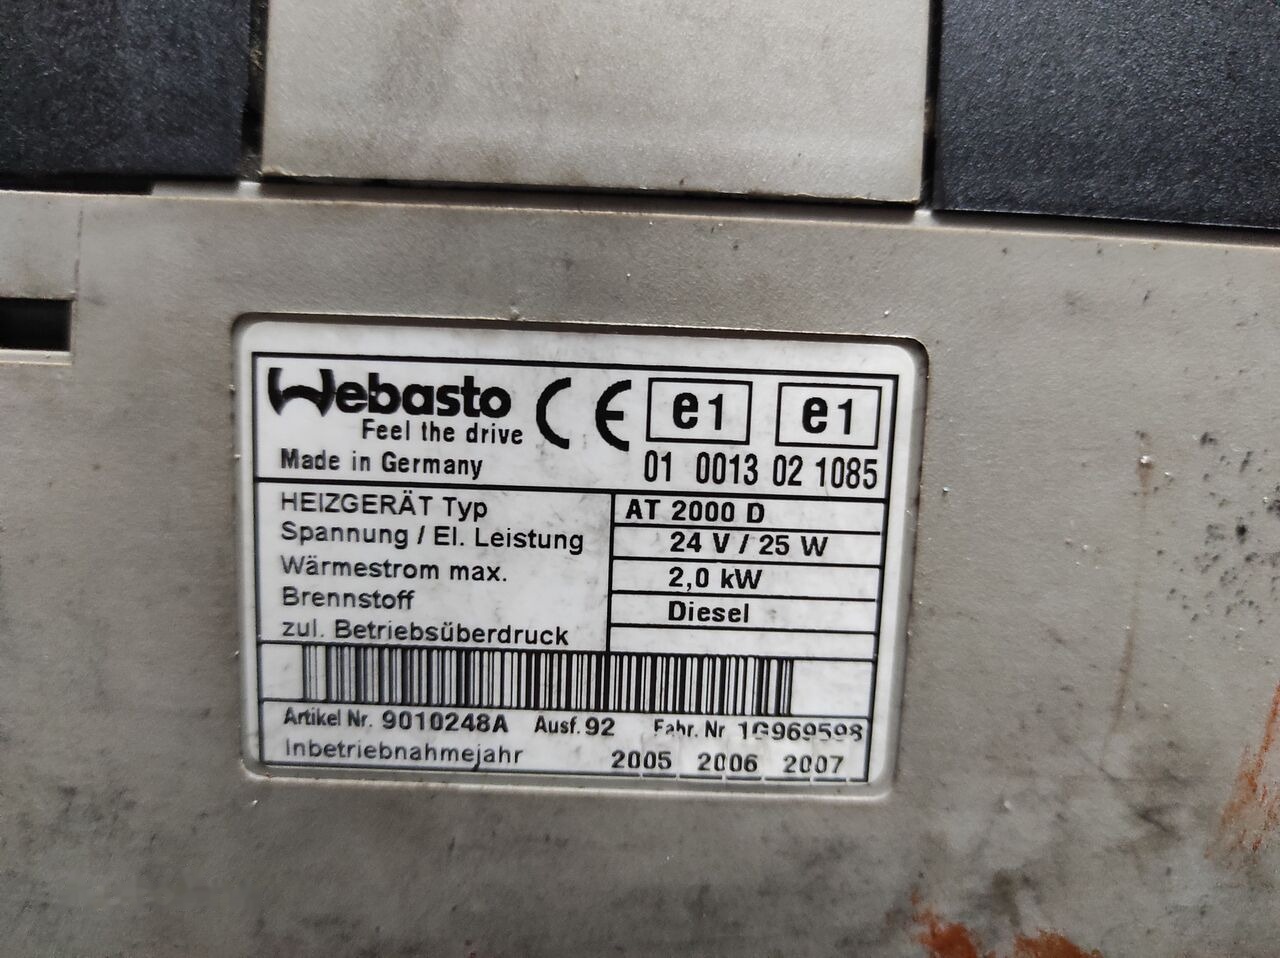 Webasto CE e1 e1
Feel the drive
Made in Germany 01 0013 02 1085
HEIZGERÄT Typ AT 2000 D
Spannung / El. Leistung 24 V / 25 W
Wärmestrom max. 2,0 kW
Brennstoff Diesel
zul. Betriebsüberdruck
Artikel Nr. 9010248A Ausf. 92 Fahr. Nr 1G969598
Inbetriebnahmejahr 2005 2006 2007